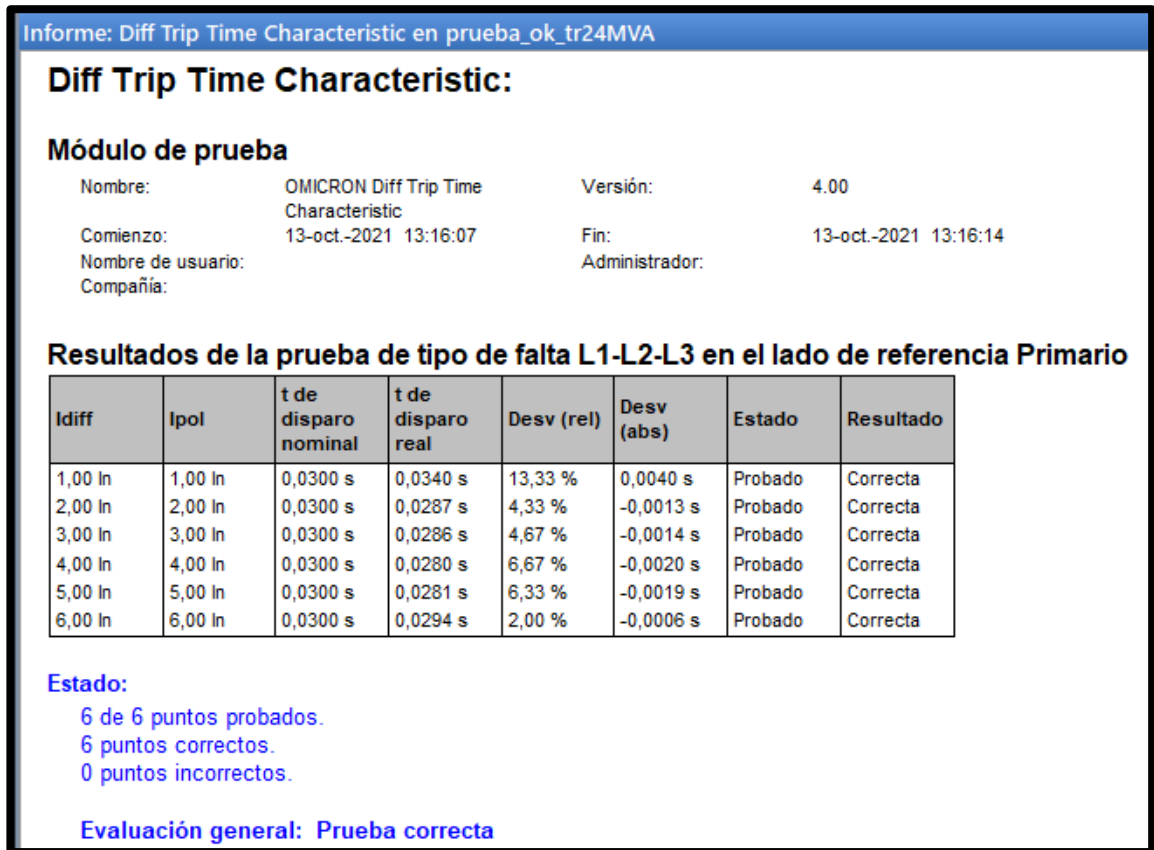 Informe: Diff Trip Time Characteristic en prueba_ok_tr24MVA
Diff Trip Time Characteristic:
Módulo de prueba
Nombre: OMICRON Diff Trip Time Characteristic Versión: 4.00
Comienzo: 13-oct.-2021 13:16:07 Fin: 13-oct.-2021 13:16:14
Nombre de usuario: Administrador:
Compañía:
Resultados de la prueba de tipo de falta L1-L2-L3 en el lado de referencia Primario
Idiff Ipol t de disparo nominal t de disparo real Desv (rel) Desv (abs) Estado Resultado
1,00 In 1,00 In 0,0300 s 0,0340 s 13,33 % 0,0040 s Probado Correcta
2,00 In 2,00 In 0,0300 s 0,0287 s 4,33 % -0,0013 s Probado Correcta
3,00 In 3,00 In 0,0300 s 0,0286 s 4,67 % -0,0014 s Probado Correcta
4,00 In 4,00 In 0,0300 s 0,0280 s 6,67 % -0,0020 s Probado Correcta
5,00 In 5,00 In 0,0300 s 0,0281 s 6,33 % -0,0019 s Probado Correcta
6,00 In 6,00 In 0,0300 s 0,0294 s 2,00 % -0,0006 s Probado Correcta
Estado:
6 de 6 puntos probados.
6 puntos correctos.
0 puntos incorrectos.
Evaluación general: Prueba correcta